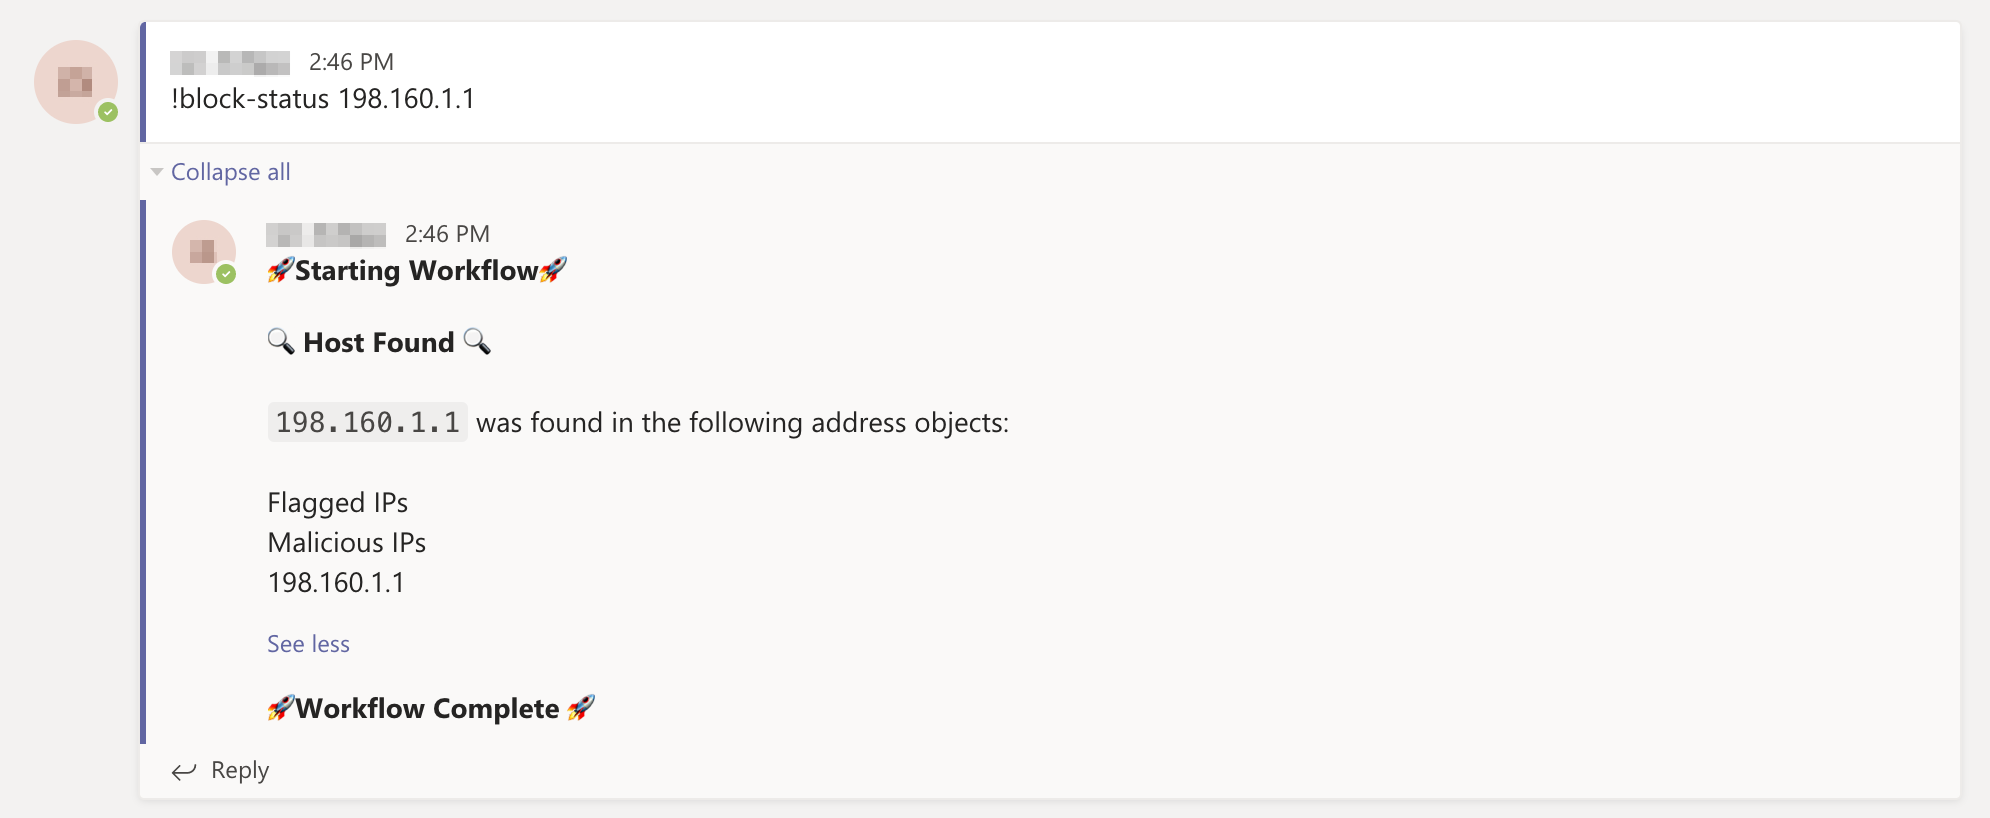 2:46 PM
!block-status 198.160.1.1
Collapse all
2:46 PM
🚀Starting Workflow🚀
🔍 Host Found 🔍
198.160.1.1 was found in the following address objects:
Flagged IPs
Malicious IPs
198.160.1.1
See less
🚀Workflow Complete 🚀
Reply